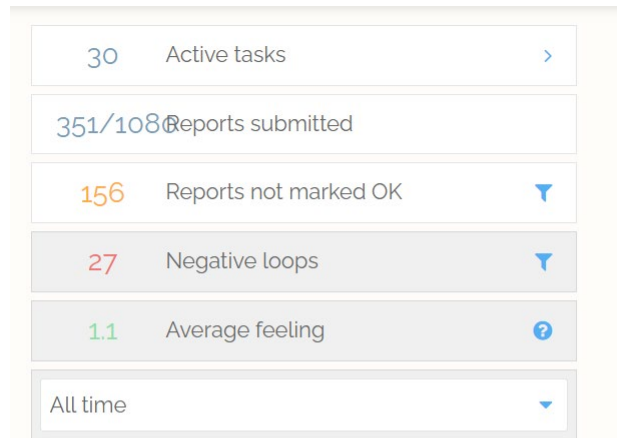 30 Active tasks
351/1080 Reports submitted
156 Reports not marked OK
27 Negative loops
1.1 Average feeling
All time